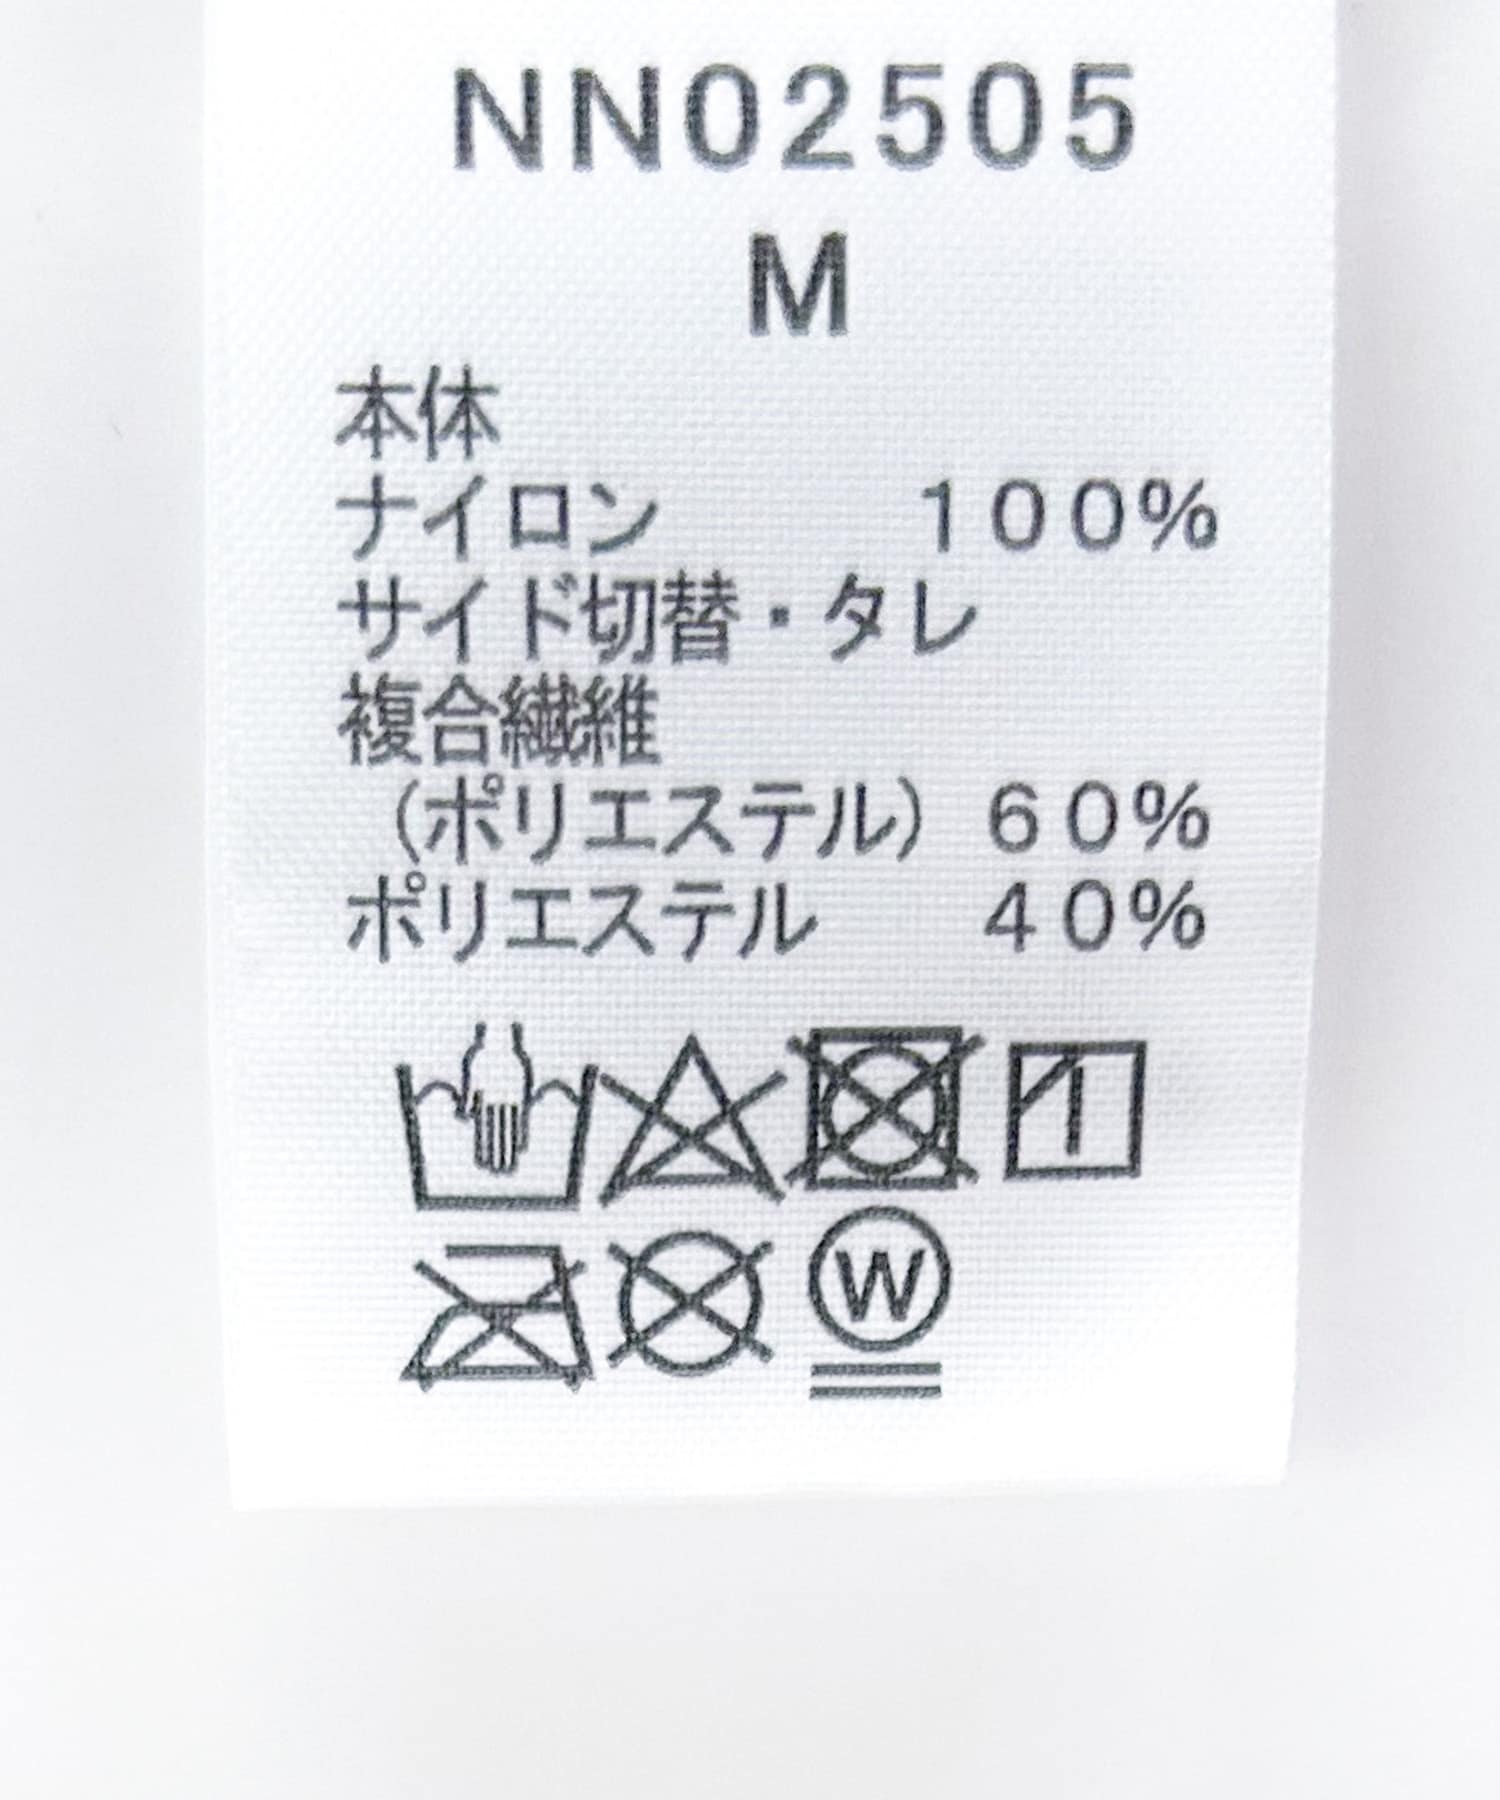 NN02505
M
本体
ナイロン 100%
サイド切替・タレ
複合繊維
(ポリエステル) 60%
ポリエステル 40%
W